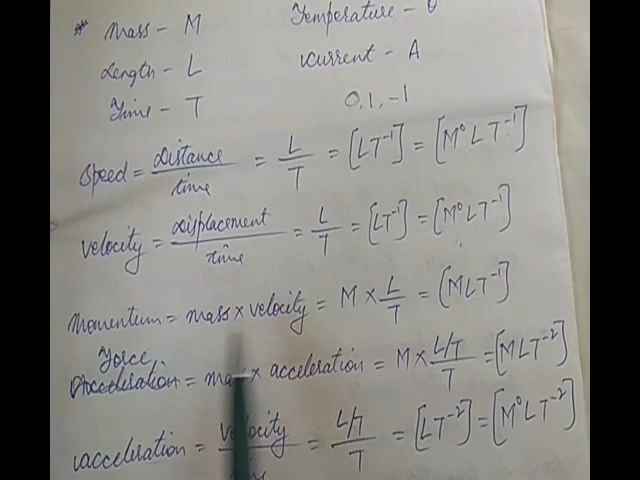 ** Mass - M Temperature - θ
Length - L Current - A
Time - T 0, 1, -1
Speed = Distance / time = L / T = [LT⁻¹] = [M⁰LT⁻¹]
Velocity = displacement / time = L / T = [LT⁻¹] = [M⁰LT⁻¹]
Momentum = mass × velocity = M × L / T = [MLT⁻¹]
Force
Acceleration = mass × acceleration = M × L/T / T = [MLT⁻²]
acceleration = velocity / = L/T / T = [LT⁻²] = [M⁰LT⁻²]